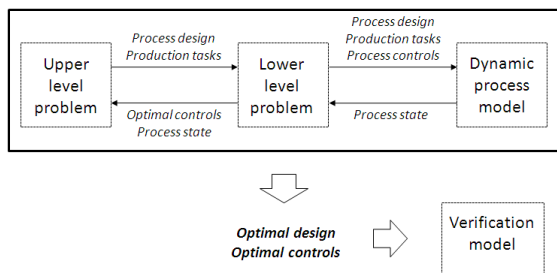 Process design
Production tasks
Process design
Production tasks
Process controls
Upper
level
problem
Lower
level
problem
Dynamic
process
model
Optimal controls
Process state
Process state
Optimal design
Optimal controls
Verification
model